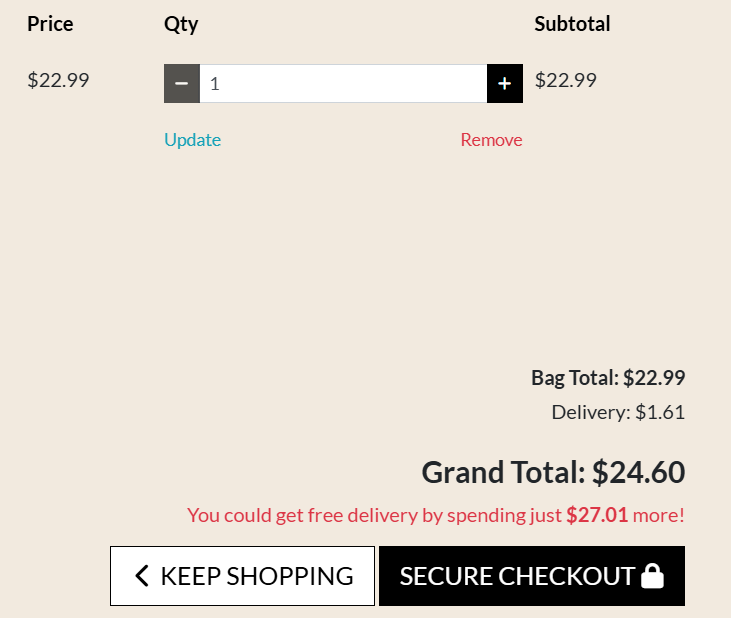 Price Qty Subtotal
$22.99 − 1 + $22.99
Update Remove
Bag Total: $22.99
Delivery: $1.61
Grand Total: $24.60
You could get free delivery by spending just $27.01 more!
KEEP SHOPPING SECURE CHECKOUT